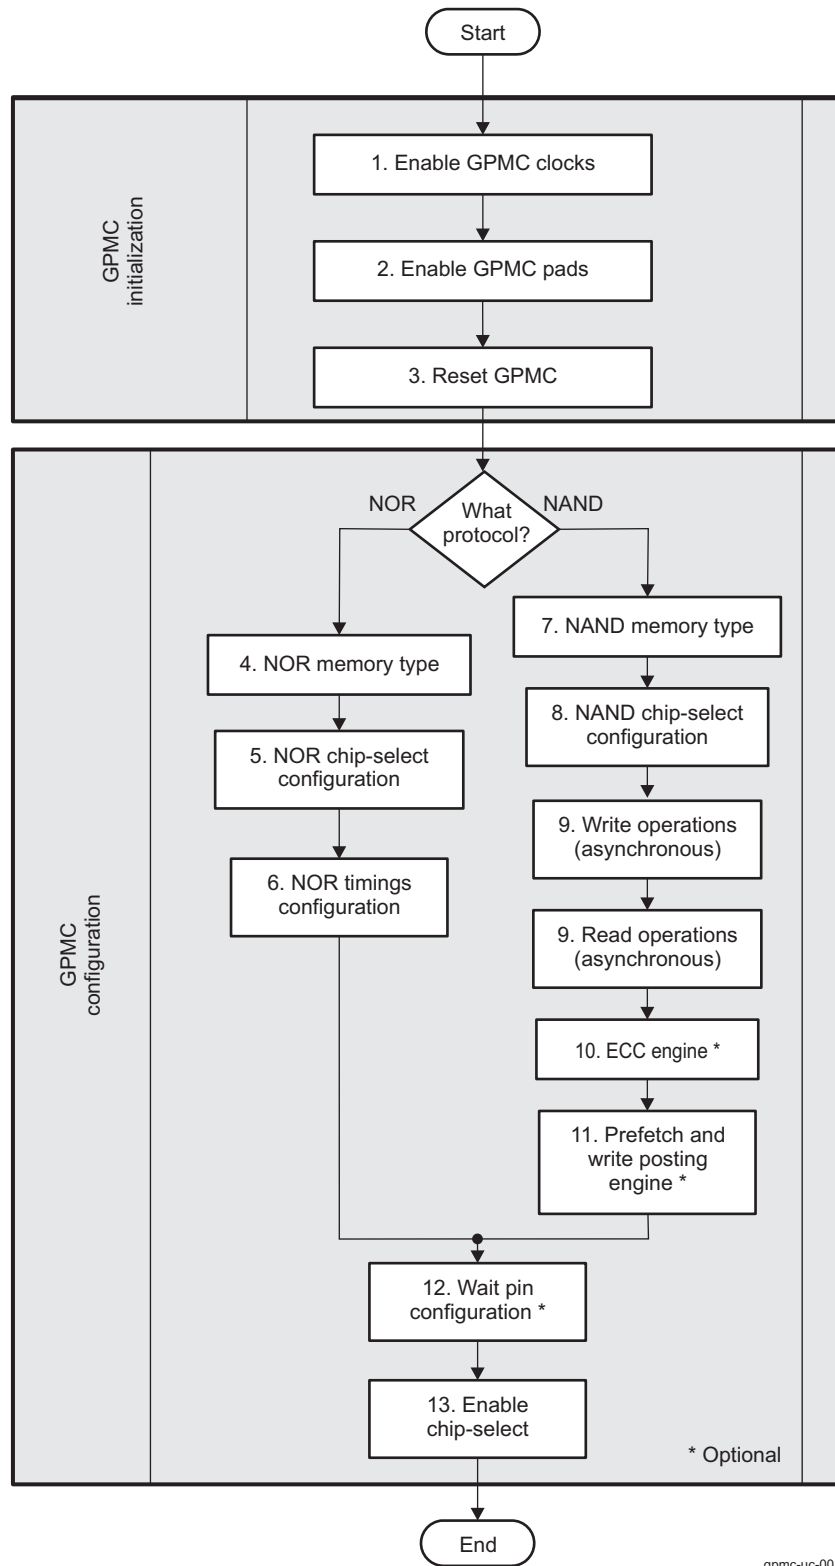 Start
GPMC
initialization
1. Enable GPMC clocks
2. Enable GPMC pads
3. Reset GPMC
GPMC
configuration
What
protocol?
NOR
NAND
4. NOR memory type
5. NOR chip-select
configuration
6. NOR timings
configuration
7. NAND memory type
8. NAND chip-select
configuration
9. Write operations
(asynchronous)
9. Read operations
(asynchronous)
10. ECC engine *
11. Prefetch and
write posting
engine *
12. Wait pin
configuration *
13. Enable
chip-select
* Optional
End